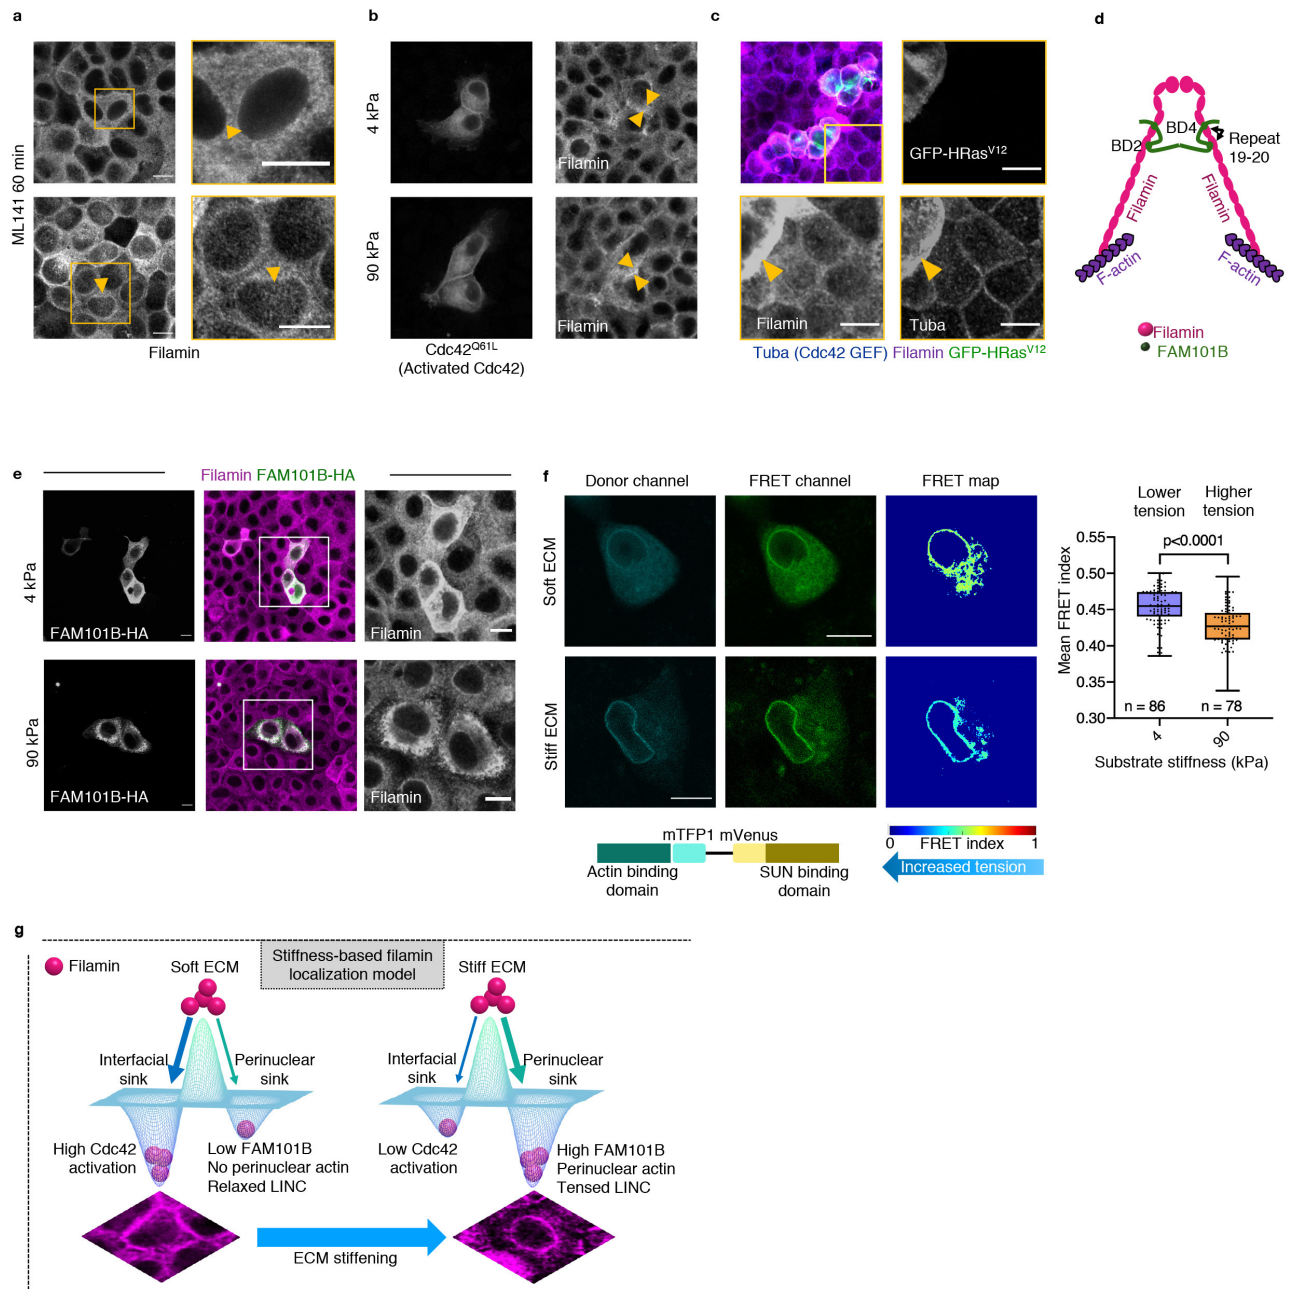 a
ML141 60 min
Filamin
b
4 kPa
90 kPa
Filamin
Filamin
Cdc42Q61L
(Activated Cdc42)
c
GFP-HRasV12
Filamin
Tuba
Tuba (Cdc42 GEF) Filamin GFP-HRasV12
d
BD4
BD2
Repeat
19-20
Filamin
Filamin
F-actin
F-actin
Filamin
FAM101B
e
Filamin FAM101B-HA
4 kPa
FAM101B-HA
Filamin
90 kPa
FAM101B-HA
Filamin
f
Donor channel
FRET channel
FRET map
Soft ECM
Stiff ECM
mTFP1 mVenus
Actin binding
domain
SUN binding
domain
0 FRET index 1
Increased tension
Lower
tension
Higher
tension
p<0.0001
Mean FRET index
0.55
0.50
0.45
0.40
0.35
0.30
n = 86
n = 78
4
90
Substrate stiffness (kPa)
g
Stiffness-based filamin
localization model
Filamin
Soft ECM
Stiff ECM
Interfacial
sink
Perinuclear
sink
Interfacial
sink
Perinuclear
sink
High Cdc42
activation
Low FAM101B
No perinuclear actin
Relaxed LINC
Low Cdc42
activation
High FAM101B
Perinuclear actin
Tensed LINC
ECM stiffening